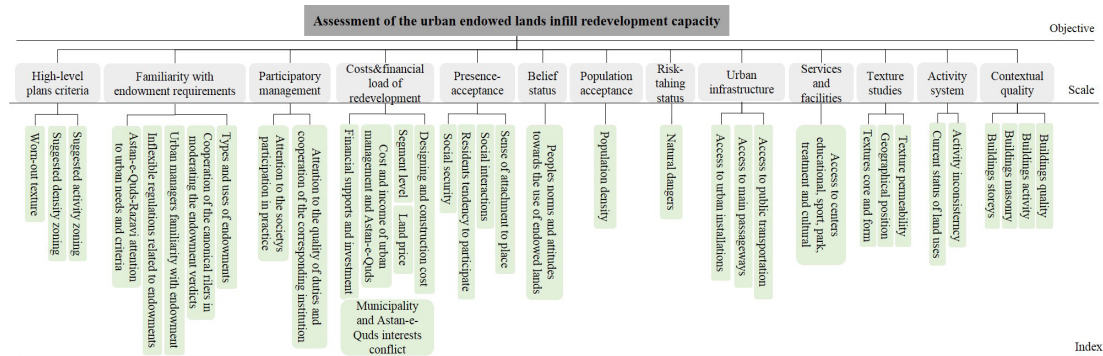 Assessment of the urban endowed lands infill redevelopment capacity
Objective
High-level
plans criteria
Familiarity with
endowment requirements
Participatory
management
Costs&financial
load of
redevelopment
Presence-
acceptance
Belief
status
Population
acceptance
Risk-
tahing
status
Urban
infrastructure
Services
and
facilities
Texture
studies
Activity
system
Contextual
quality
Scale
Worn-out texture
Suggested density zoning
Suggested activity zoning
Astan-e-Quds-Razavi attention
to urban needs and criteria
Inflexible regulations related to endowments
Urban managers familiarity with endowment
Cooperation of the canonical rilers in
moderating the endowment verdicts
Types and uses of endowments
Attention to the societys
participation in practice
Attention to the quality of duties and
cooperation of the corresponding institution
Financial supports and investment
Cost and income of urban
management and Astan-e-Quds
Segment level
Land price
Designing and construction cost
Municipality
and Astan-e-
Quds interests
conflict
Social security
Residents tendency to participate
Social interactions
Sense of attachment to place
Peoples norms and attitudes
towards the use of endoved lands
Population density
Natural dangers
Access to urban installations
Access to main passageways
Access to public transportation
Access to centers
educational, sport, park,
treatment and cultural
Textures core and form
Geographical position
Texture permeability
Current status of land uses
Activity inconsistency
Buildings storeys
Buildings masonry
Buildings activity
Buildings quality
Index